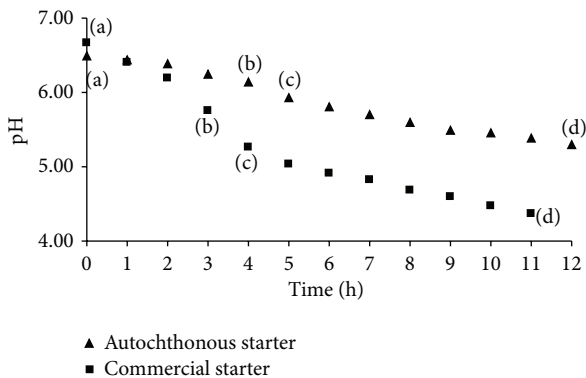 7.00
(a)
(b)
(c)
6.00
(a)
(d)
(b)
pH
(c)
5.00
(d)
4.00
0 1 2 3 4 5 6 7 8 9 10 11 12
Time (h)
▲ Autochthonous starter
■ Commercial starter